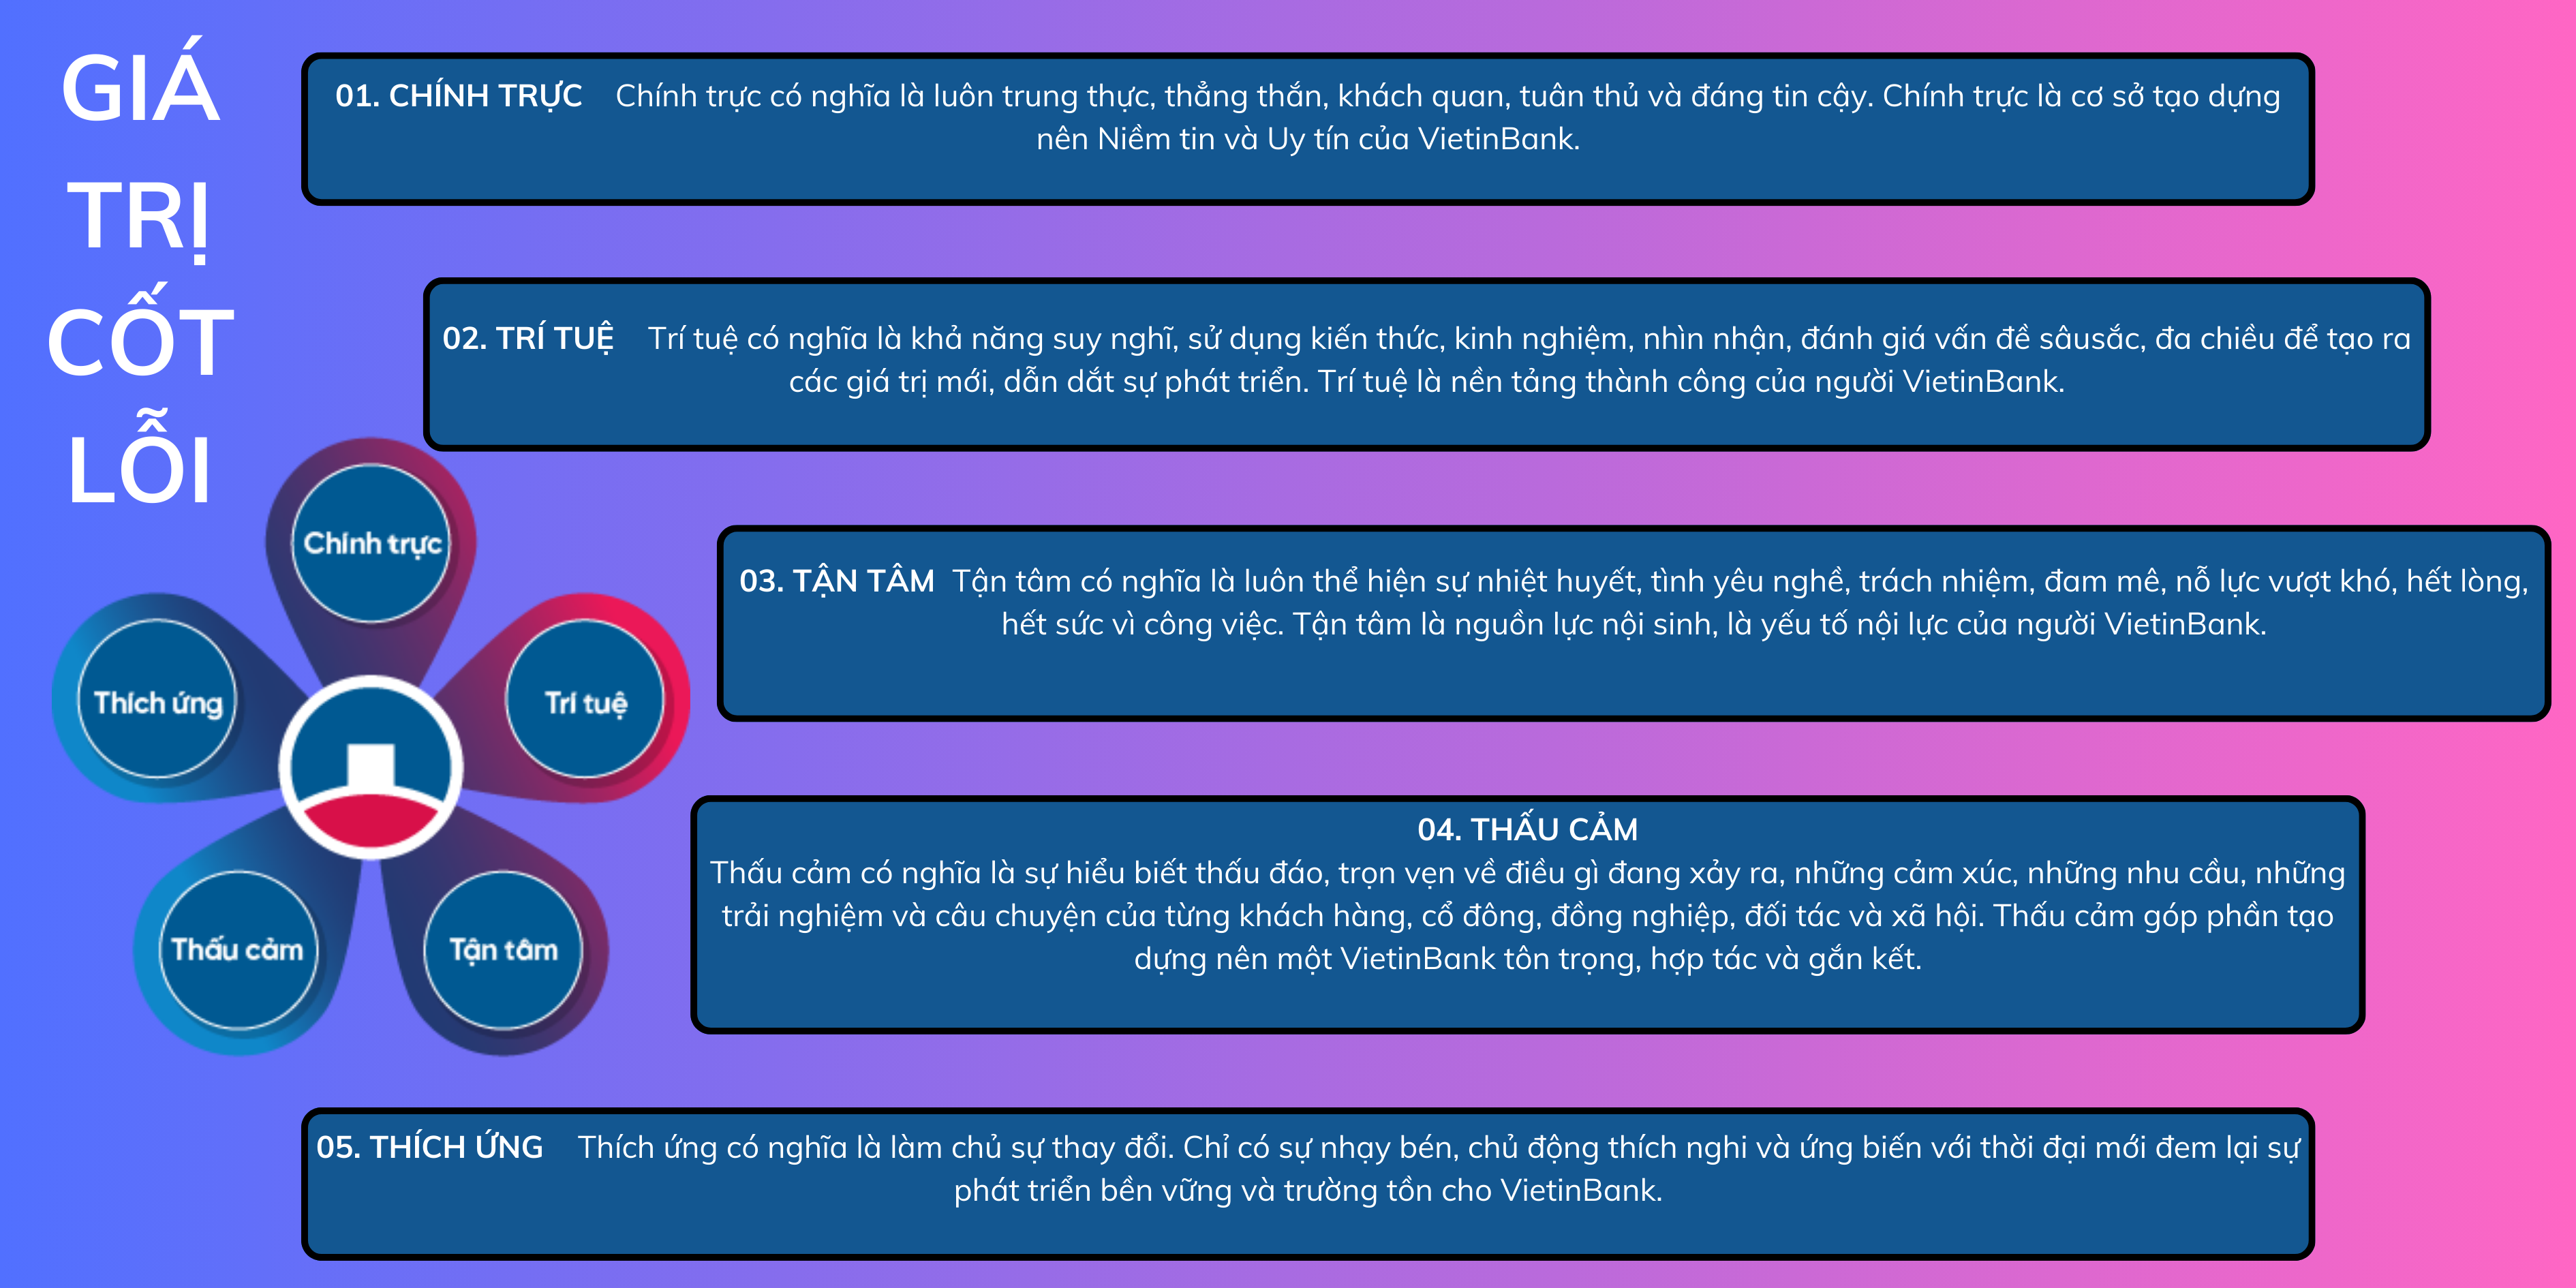 GIÁ
TRỊ
CỐT
LỖI
01. CHÍNH TRỰC Chính trực có nghĩa là luôn trung thực, thẳng thắn, khách quan, tuân thủ và đáng tin cậy. Chính trực là cơ sở tạo dựng
nên Niềm tin và Uy tín của VietinBank.
02. TRÍ TUỆ Trí tuệ có nghĩa là khả năng suy nghĩ, sử dụng kiến thức, kinh nghiệm, nhìn nhận, đánh giá vấn đề sâusắc, đa chiều để tạo ra
các giá trị mới, dẫn dắt sự phát triển. Trí tuệ là nền tảng thành công của người VietinBank.
03. TẬN TÂM Tận tâm có nghĩa là luôn thể hiện sự nhiệt huyết, tình yêu nghề, trách nhiệm, đam mê, nỗ lực vượt khó, hết lòng,
hết sức vì công việc. Tận tâm là nguồn lực nội sinh, là yếu tố nội lực của người VietinBank.
04. THẤU CẢM
Thấu cảm có nghĩa là sự hiểu biết thấu đáo, trọn vẹn về điều gì đang xảy ra, những cảm xúc, những nhu cầu, những
trải nghiệm và câu chuyện của từng khách hàng, cổ đông, đồng nghiệp, đối tác và xã hội. Thấu cảm góp phần tạo
dựng nên một VietinBank tôn trọng, hợp tác và gắn kết.
05. THÍCH ỨNG Thích ứng có nghĩa là làm chủ sự thay đổi. Chỉ có sự nhạy bén, chủ động thích nghi và ứng biến với thời đại mới đem lại sự
phát triển bền vững và trường tồn cho VietinBank.
Chính trực
Thích ứng
Trí tuệ
Thấu cảm
Tận tâm